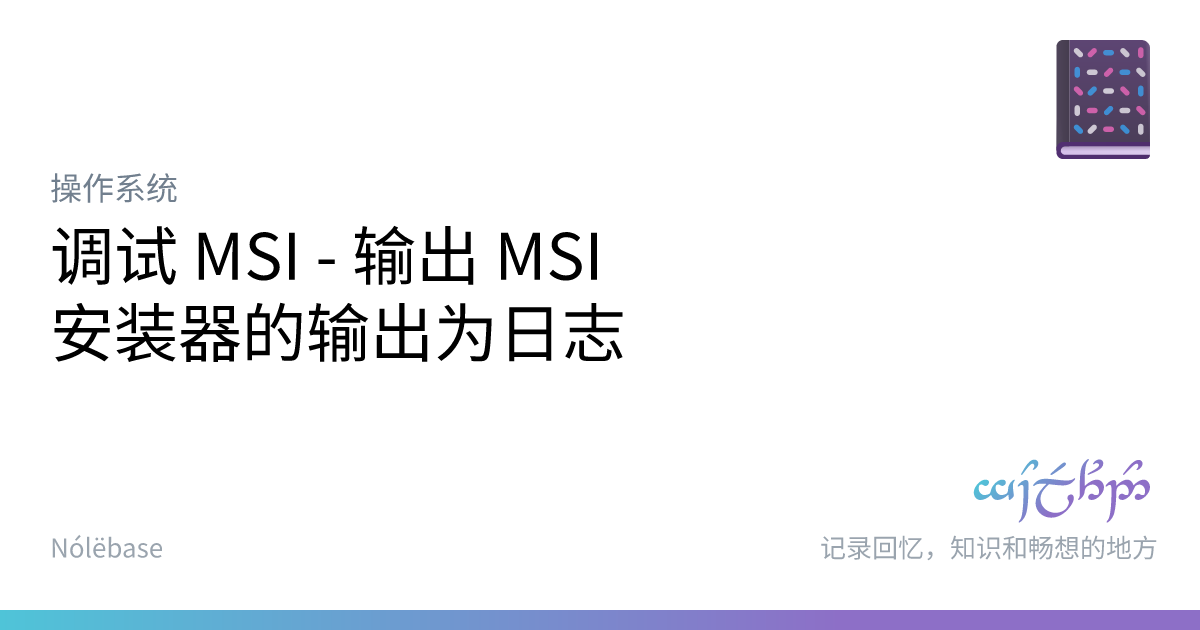 操作系统
调试 MSI - 输出 MSI
安装器的输出为日志
Nólëbase
记录回忆，知识和畅想的地方